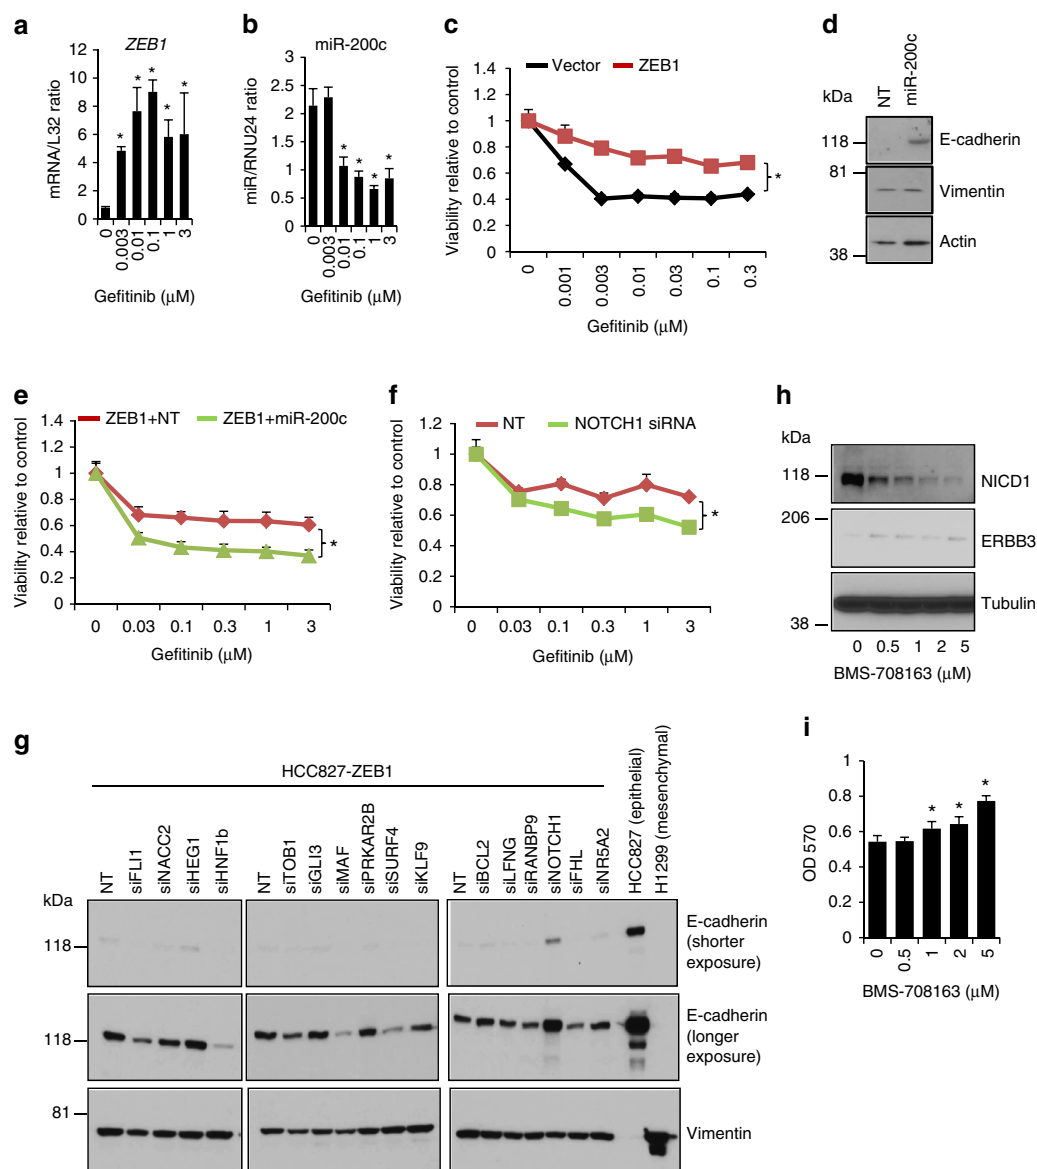 a
ZEB1
mRNA/L32 ratio
12
10
8
6
4
2
0
* * * * *
0 0.003 0.01 0.1 1 3
Gefitinib (μM)
b
miR-200c
miR/RNU24 ratio
3
2.5
2
1.5
1
0.5
0
* * * *
0 0.003 0.01 0.1 1 3
Gefitinib (μM)
c
Vector ZEB1
Viability relative to control
1.4
1.2
1
0.8
0.6
0.4
0.2
0
*
0 0.001 0.003 0.01 0.03 0.1 0.3
Gefitinib (μM)
d
NT miR-200c
kDa
118
81
38
E-cadherin
Vimentin
Actin
e
ZEB1+NT ZEB1+miR-200c
Viability relative to control
1.4
1.2
1
0.8
0.6
0.4
0.2
0
*
0 0.03 0.1 0.3 1 3
Gefitinib (μM)
f
NT NOTCH1 siRNA
Viability relative to control
1.2
1
0.8
0.6
0.4
0.2
0
*
0 0.03 0.1 0.3 1 3
Gefitinib (μM)
h
kDa
118
206
38
NICD1
ERBB3
Tubulin
0 0.5 1 2 5
BMS-708163 (μM)
g
HCC827-ZEB1
NT siFLI1 siNACC2 siHEG1 siHNF1b
NT siTOB1 siGLI3 siMAF siPRKAR2B siSURF4 siKLF9
NT siBCL2 siLFNG siRANBP9 siNOTCH1 siFHL siNR5A2 HCC827 (epithelial) H1299 (mesenchymal)
kDa
118
E-cadherin
(shorter
exposure)
118
E-cadherin
(longer
exposure)
81
Vimentin
i
OD 570
1
0.8
0.6
0.4
0.2
0
* * *
0 0.5 1 2 5
BMS-708163 (μM)